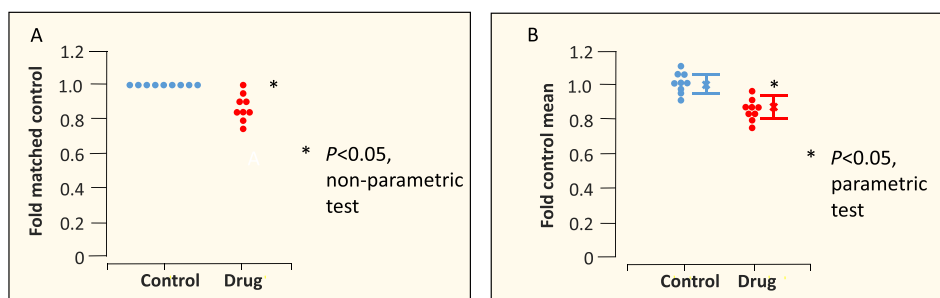 A
1.2
1.0
0.8
0.6
0.4
0.2
0
Fold matched control
Control Drug
*
* P<0.05,
non-parametric
test
B
1.2
1.0
0.8
0.6
0.4
0.2
0
Fold control mean
Control Drug
*
* P<0.05,
parametric
test